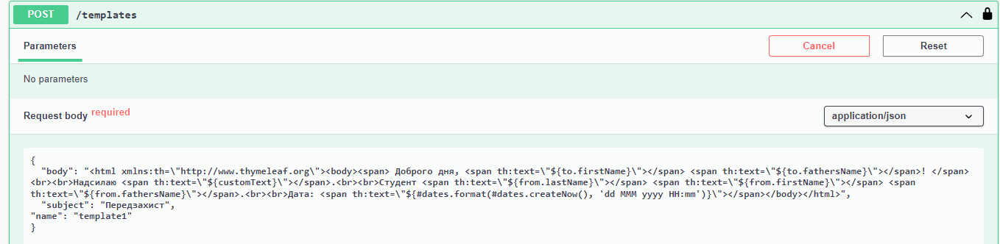 POST /templates
Parameters Cancel Reset
No parameters
Request body required application/json
{
"body": "<html xmlns:th=\"http://www.thymeleaf.org\"><body><span> Доброго дня, <span th:text=\"${to.firstName}\"></span> <span th:text=\"${to.fathersName}\"></span>! </span>
<br><br>Надсилаю <span th:text=\"${customText}\"></span>.<br><br>Студент <span th:text=\"${from.lastName}\"></span> <span th:text=\"${from.firstName}\"></span> <span
th:text=\"${from.fathersName}\"></span>.<br><br>Дата: <span th:text=\"${#dates.format(#dates.createNow(), 'dd MMM yyyy HH:mm')}\"></span></body></html>",
"subject": "Передзахист",
"name": "template1"
}